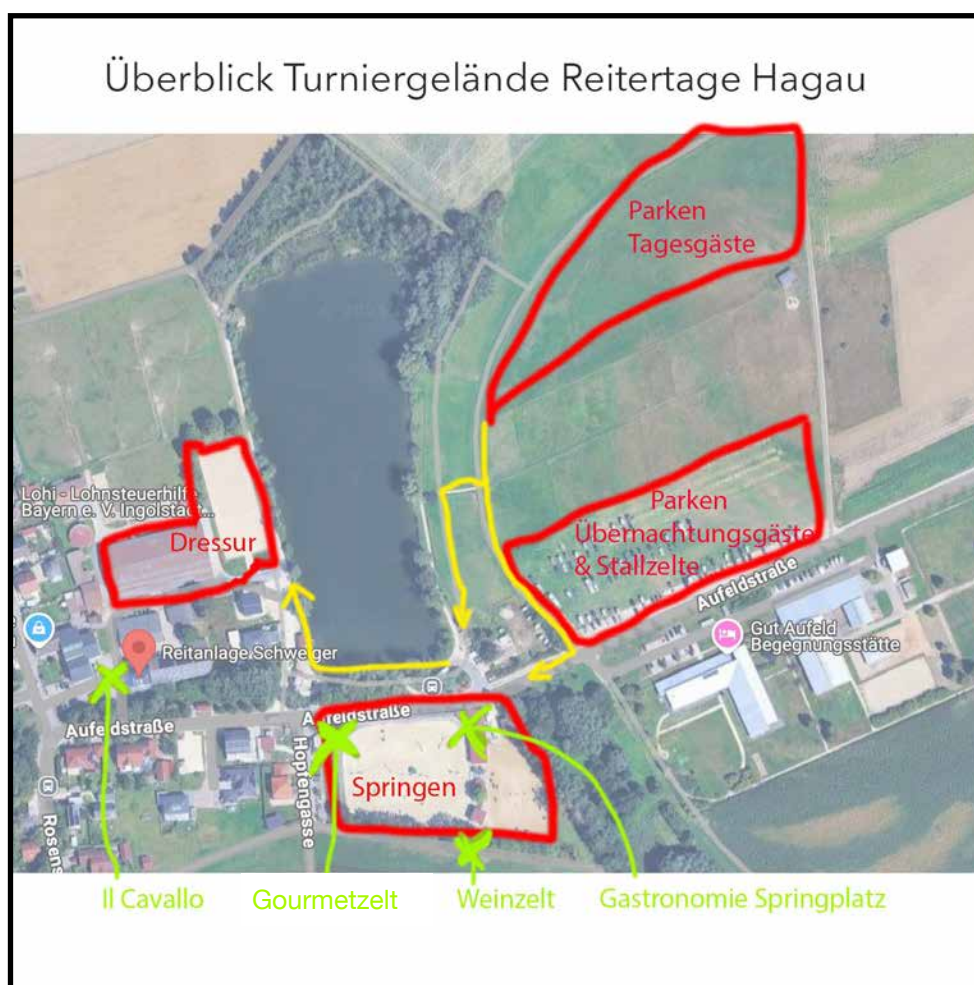 Überblick Turniergelände Reitertage Hagau
Parken
Tagesgäste
Lohi - Lohnsteuerhilfe
Bayern e. V. Ingolstadt...
Dressur
Parken
Übernachtungsgäste
& Stallzelte
Aufeldstraße
Gut Aufeld
Begegnungsstätte
Reitanlage Schweiger
Aufeldstraße
Aufeldstraße
Hopfengasse
Springen
Rosens
Il Cavallo
Gourmetzelt
Weinzelt
Gastronomie Springplatz